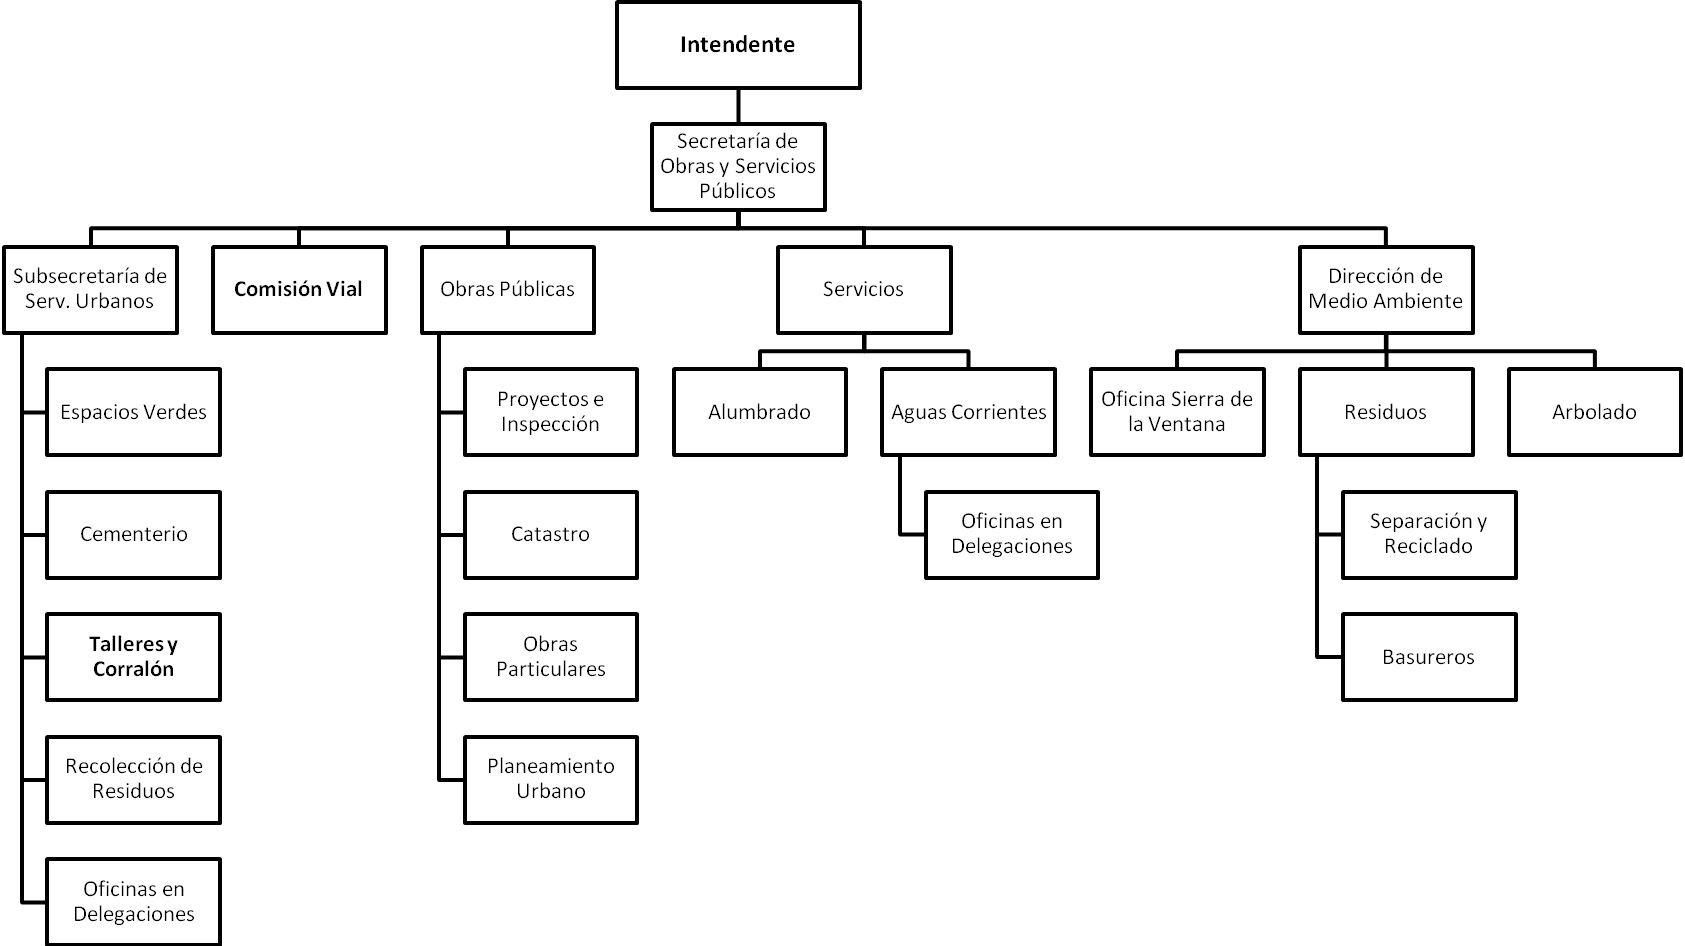 Intendente
Secretaría de
Obras y Servicios
Públicos
Subsecretaría de
Serv. Urbanos
Comisión Vial
Obras Públicas
Servicios
Dirección de
Medio Ambiente
Espacios Verdes
Proyectos e
Inspección
Alumbrado
Aguas Corrientes
Oficina Sierra de
la Ventana
Residuos
Arbolado
Cementerio
Catastro
Oficinas en
Delegaciones
Separación y
Reciclado
Talleres y
Corralón
Obras
Particulares
Basureros
Recolección de
Residuos
Planeamiento
Urbano
Oficinas en
Delegaciones